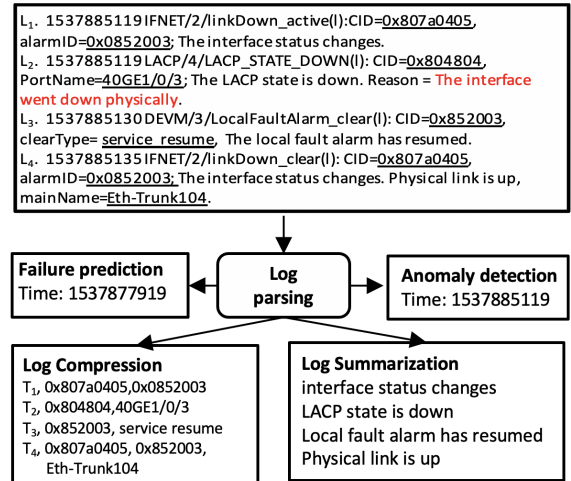 L₁. 1537885119 IFNET/2/linkDown_active(l):CID=0x807a0405,
alarmID=0x0852003; The interface status changes.
L₂. 1537885119 LACP/4/LACP_STATE_DOWN(l): CID=0x804804,
PortName=40GE1/0/3; The LACP state is down. Reason = The interface
went down physically.
L₃. 1537885130 DEVM/3/LocalFaultAlarm_clear(l): CID=0x852003,
clearType= service_resume, The local fault alarm has resumed.
L₄. 1537885135 IFNET/2/linkDown_clear(l): CID=0x807a0405,
alarmID=0x0852003; The interface status changes. Physical link is up,
mainName=Eth-Trunk104.
Failure prediction
Time: 1537877919
Log
parsing
Anomaly detection
Time: 1537885119
Log Compression
T₁, 0x807a0405,0x0852003
T₂, 0x804804,40GE1/0/3
T₃, 0x852003, service resume
T₄, 0x807a0405, 0x852003,
Eth-Trunk104
Log Summarization
interface status changes
LACP state is down
Local fault alarm has resumed
Physical link is up